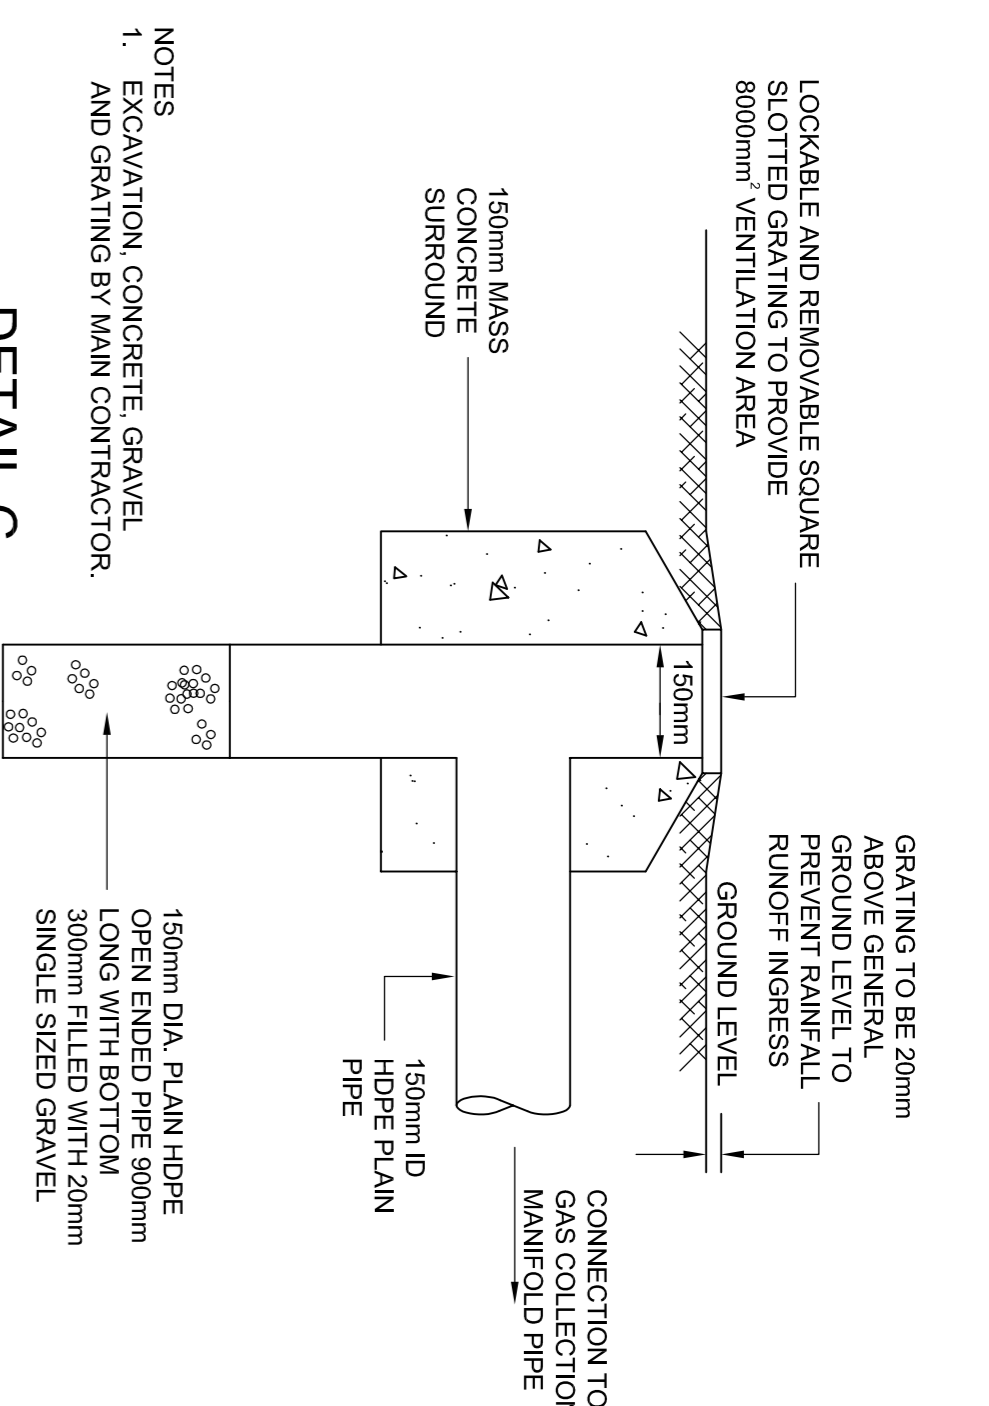 LOCKABLE AND REMOVABLE SQUARE
SLOTTED GRATING TO PROVIDE
8000mm² VENTILATION AREA
GRATING TO BE 20mm
ABOVE GENERAL
GROUND LEVEL TO
PREVENT RAINFALL
RUNOFF INGRESS
GROUND LEVEL
150mm
150mm MASS
CONCRETE
SURROUND
CONNECTION TO
GAS COLLECTION
MANIFOLD PIPE
150mm ID
HDPE PLAIN
PIPE
150mm DIA. PLAIN HDPE
OPEN ENDED PIPE 900mm
LONG WITH BOTTOM
300mm FILLED WITH 20mm
SINGLE SIZED GRAVEL
NOTES
1. EXCAVATION, CONCRETE, GRAVEL
AND GRATING BY MAIN CONTRACTOR.
DETAIL C